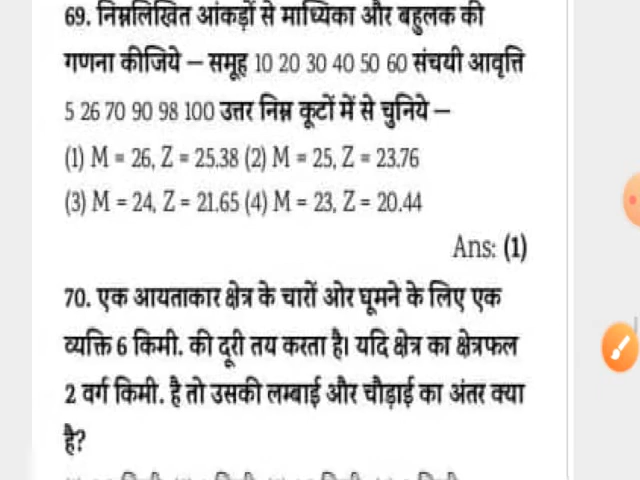 69. निम्नलिखित आंकड़ों से माध्यिका और बहुलक की
गणना कीजिये – समूह 10 20 30 40 50 60 संचयी आवृत्ति
5 26 70 90 98 100 उत्तर निम्न कूटों में से चुनिये –
(1) M = 26, Z = 25.38 (2) M = 25, Z = 23.76
(3) M = 24, Z = 21.65 (4) M = 23, Z = 20.44
Ans: (1)
70. एक आयताकार क्षेत्र के चारों ओर घूमने के लिए एक
व्यक्ति 6 किमी. की दूरी तय करता है। यदि क्षेत्र का क्षेत्रफल
2 वर्ग किमी. है तो उसकी लम्बाई और चौड़ाई का अंतर क्या
है?